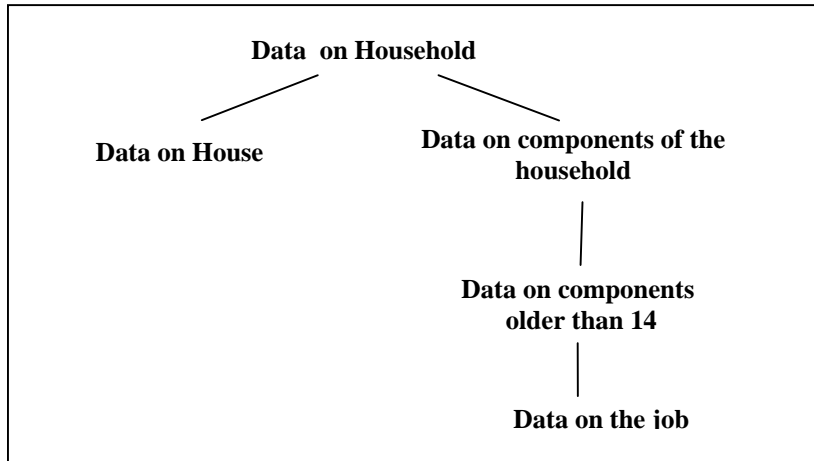 Data on Household
Data on House
Data on components of the
household
Data on components
older than 14
Data on the job